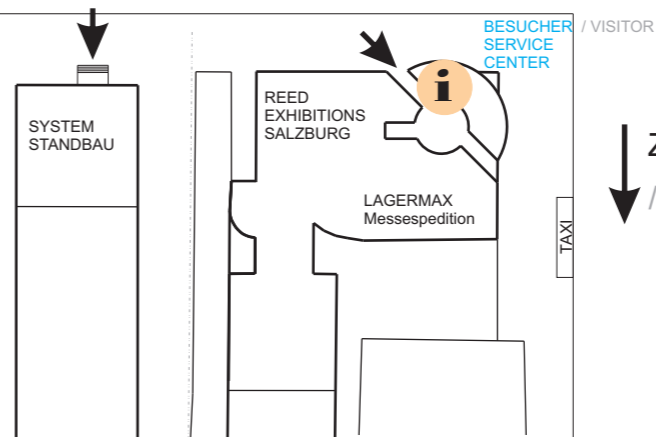 BESUCHER / VISITOR
SERVICE
CENTER
i
REED
EXHIBITIONS
SALZBURG
SYSTEM
STANDBAU
LAGERMAX
Messespedition
TAXI
Z
/